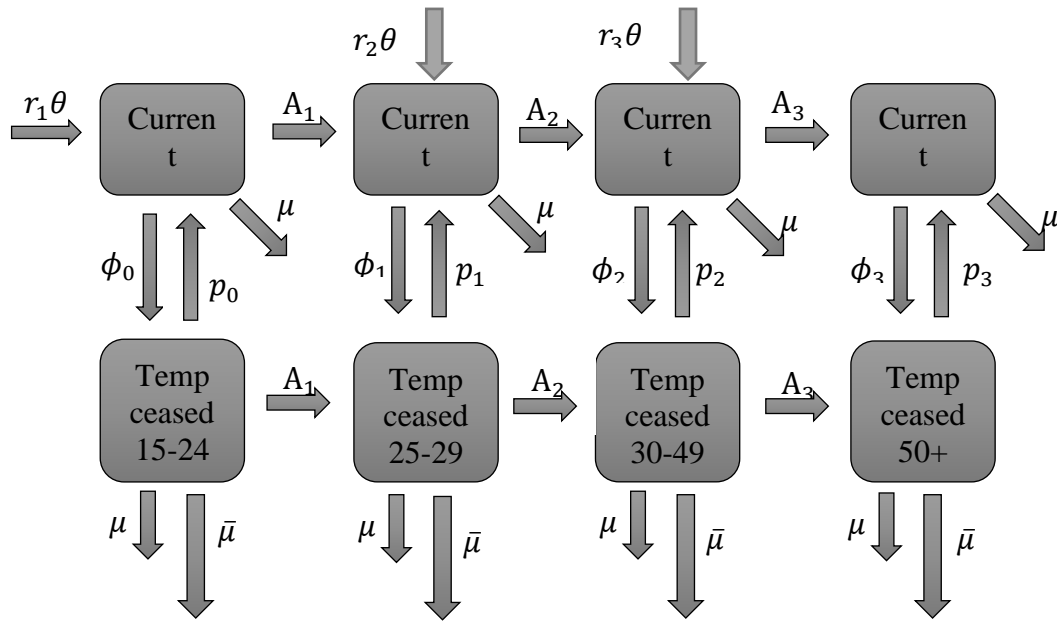 r₂θ
r₃θ
r₁θ
A₁
A₂
A₃
Curren
t
Curren
t
Curren
t
Curren
t
μ
μ
μ
μ
ϕ₀
p₀
ϕ₁
p₁
ϕ₂
p₂
ϕ₃
p₃
A₁
A₂
A₃
Temp
ceased
15-24
Temp
ceased
25-29
Temp
ceased
30-49
Temp
ceased
50+
μ
μ̄
μ
μ̄
μ
μ̄
μ
μ̄